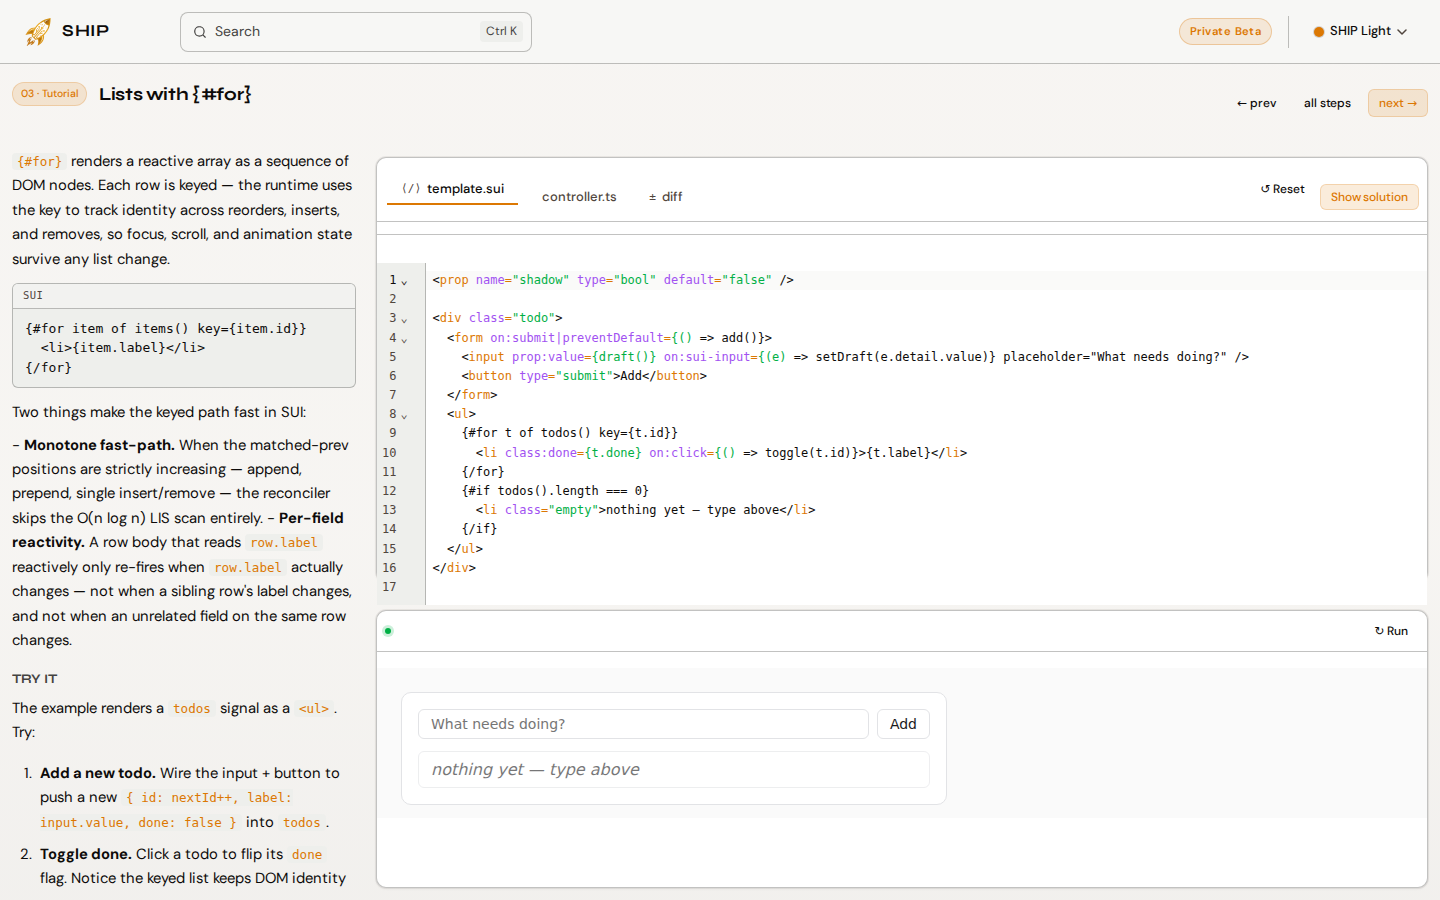 SHIP
Search
Ctrl K
Private Beta
SHIP Light
03 · Tutorial
Lists with {#for}
← prev
all steps
next →
{#for} renders a reactive array as a sequence of
DOM nodes. Each row is keyed — the runtime uses
the key to track identity across reorders, inserts,
and removes, so focus, scroll, and animation state
survive any list change.
SUI
{#for item of items() key={item.id}}
<li>{item.label}</li>
{/for}
Two things make the keyed path fast in SUI:
- Monotone fast-path. When the matched-prev
positions are strictly increasing — append,
prepend, single insert/remove — the reconciler
skips the O(n log n) LIS scan entirely. - Per-field
reactivity. A row body that reads row.label
reactively only re-fires when row.label actually
changes — not when a sibling row's label changes,
and not when an unrelated field on the same row
changes.
TRY IT
The example renders a todos signal as a <ul>.
Try:
1. Add a new todo. Wire the input + button to
push a new { id: nextId++, label:
input.value, done: false } into todos.
2. Toggle done. Click a todo to flip its done
flag. Notice the keyed list keeps DOM identity
⟨/⟩ template.sui
controller.ts
± diff
↺ Reset
Show solution
1 <prop name="shadow" type="bool" default="false" />
2
3 <div class="todo">
4 <form on:submit|preventDefault={() => add()}>
5 <input prop:value={draft()} on:sui-input={(e) => setDraft(e.detail.value)} placeholder="What needs doing?" />
6 <button type="submit">Add</button>
7 </form>
8 <ul>
9 {#for t of todos() key={t.id}}
10 <li class:done={t.done} on:click={() => toggle(t.id)}>{t.label}</li>
11 {/for}
12 {#if todos().length === 0}
13 <li class="empty">nothing yet — type above</li>
14 {/if}
15 </ul>
16 </div>
17
↻ Run
What needs doing?
Add
nothing yet — type above